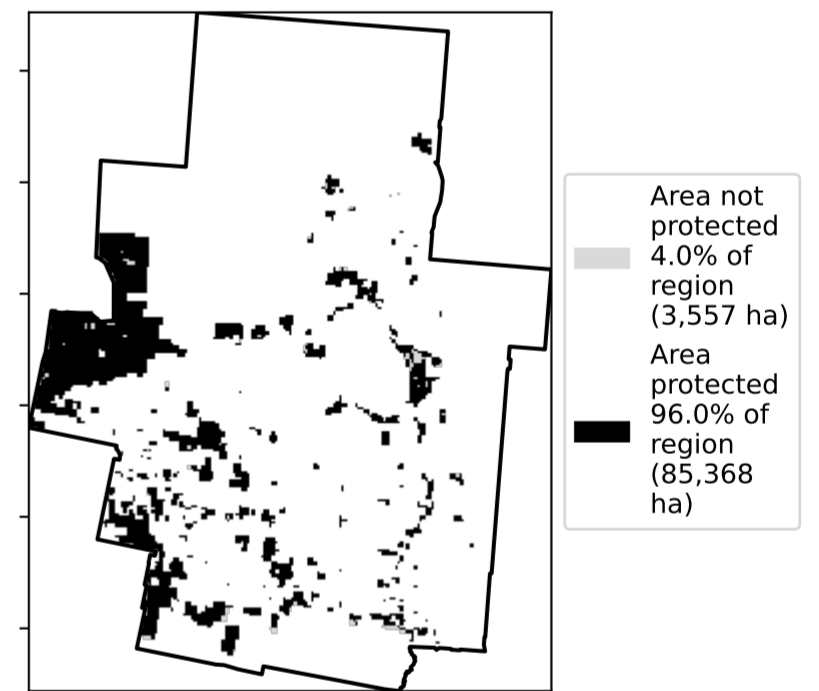 Area not
protected
4.0% of
region
(3,557 ha)
Area
protected
96.0% of
region
(85,368
ha)